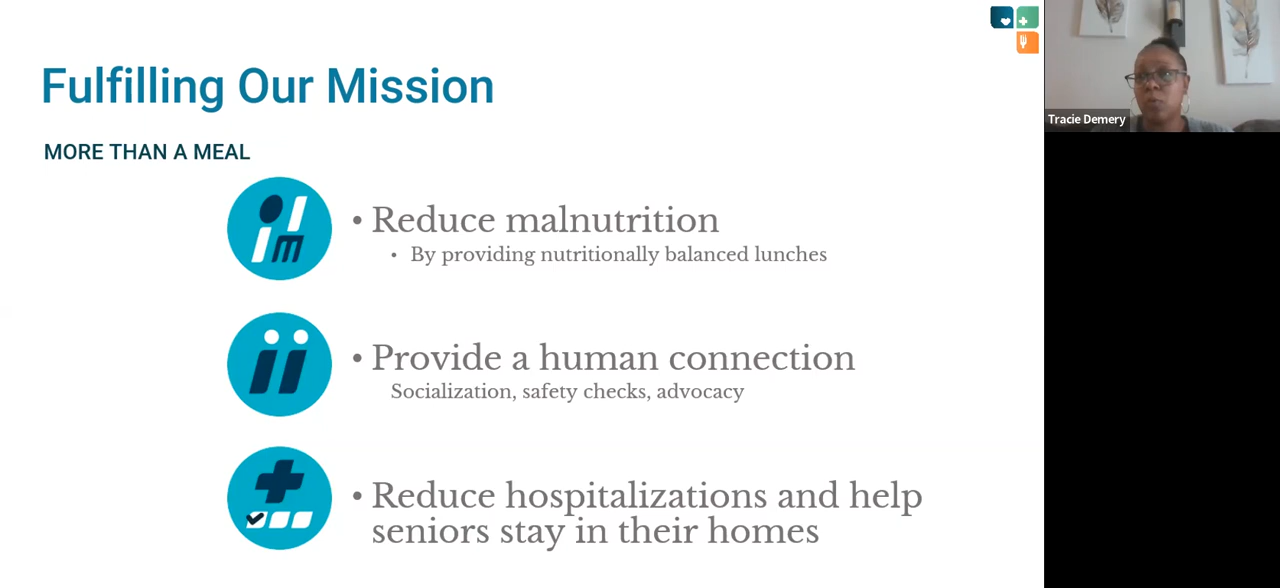 Fulfilling Our Mission
MORE THAN A MEAL
• Reduce malnutrition
• By providing nutritionally balanced lunches
• Provide a human connection
Socialization, safety checks, advocacy
• Reduce hospitalizations and help
seniors stay in their homes
Tracie Demery